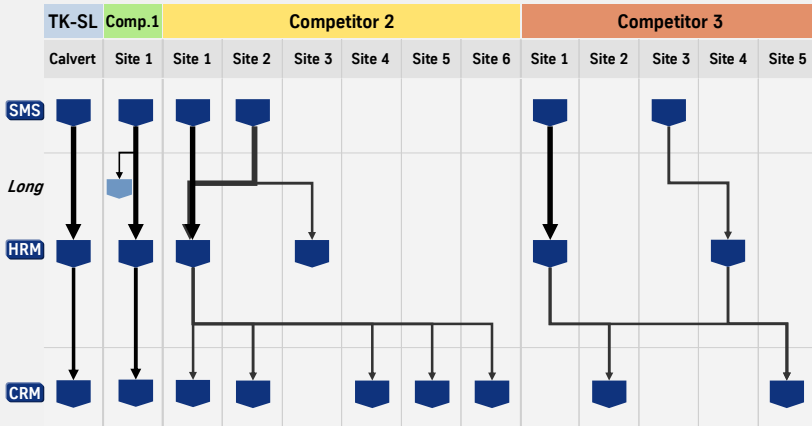 TK-SL Comp.1 Competitor 2 Competitor 3
Calvert Site 1 Site 1 Site 2 Site 3 Site 4 Site 5 Site 6 Site 1 Site 2 Site 3 Site 4 Site 5
SMS
Long
HRM
CRM